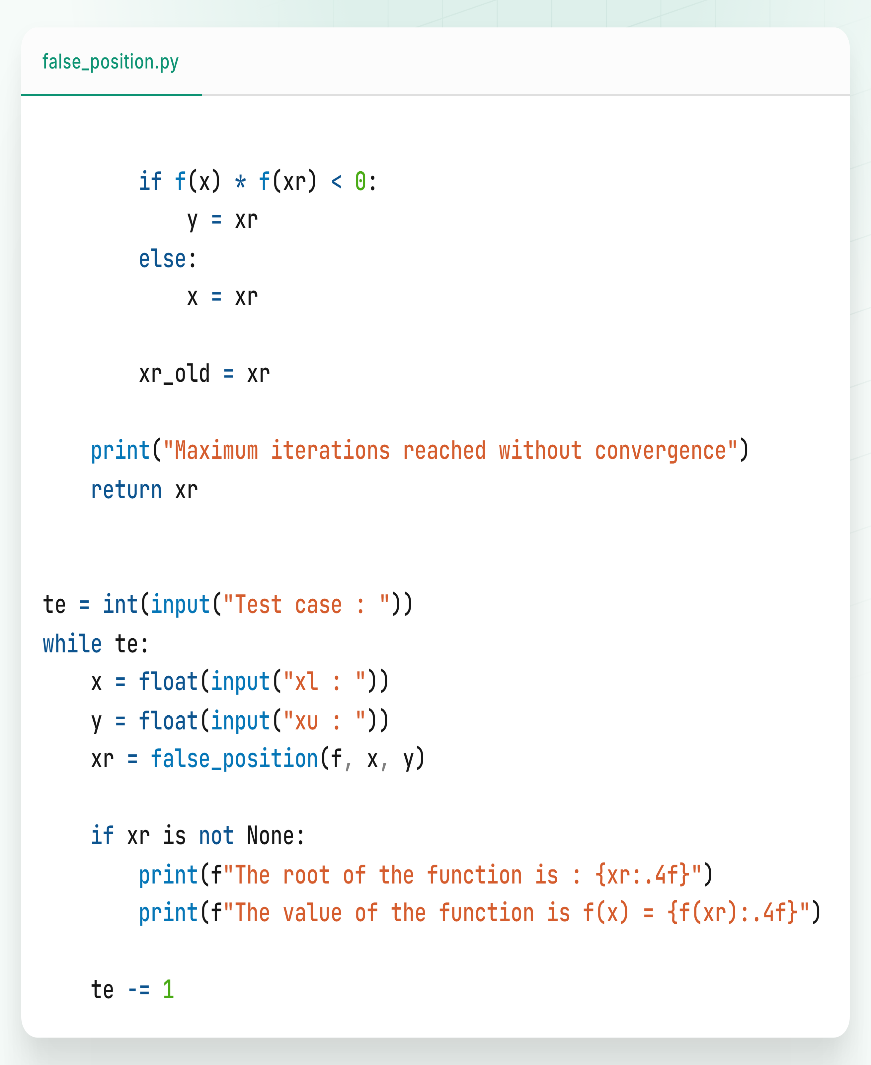 false_position.py
        if f(x) * f(xr) < 0:
            y = xr
        else:
            x = xr
        xr_old = xr
    print("Maximum iterations reached without convergence")
    return xr
te = int(input("Test case : "))
while te:
    x = float(input("xl : "))
    y = float(input("xu : "))
    xr = false_position(f, x, y)
    if xr is not None:
        print(f"The root of the function is : {xr:.4f}")
        print(f"The value of the function is f(x) = {f(xr):.4f}")
    te -= 1